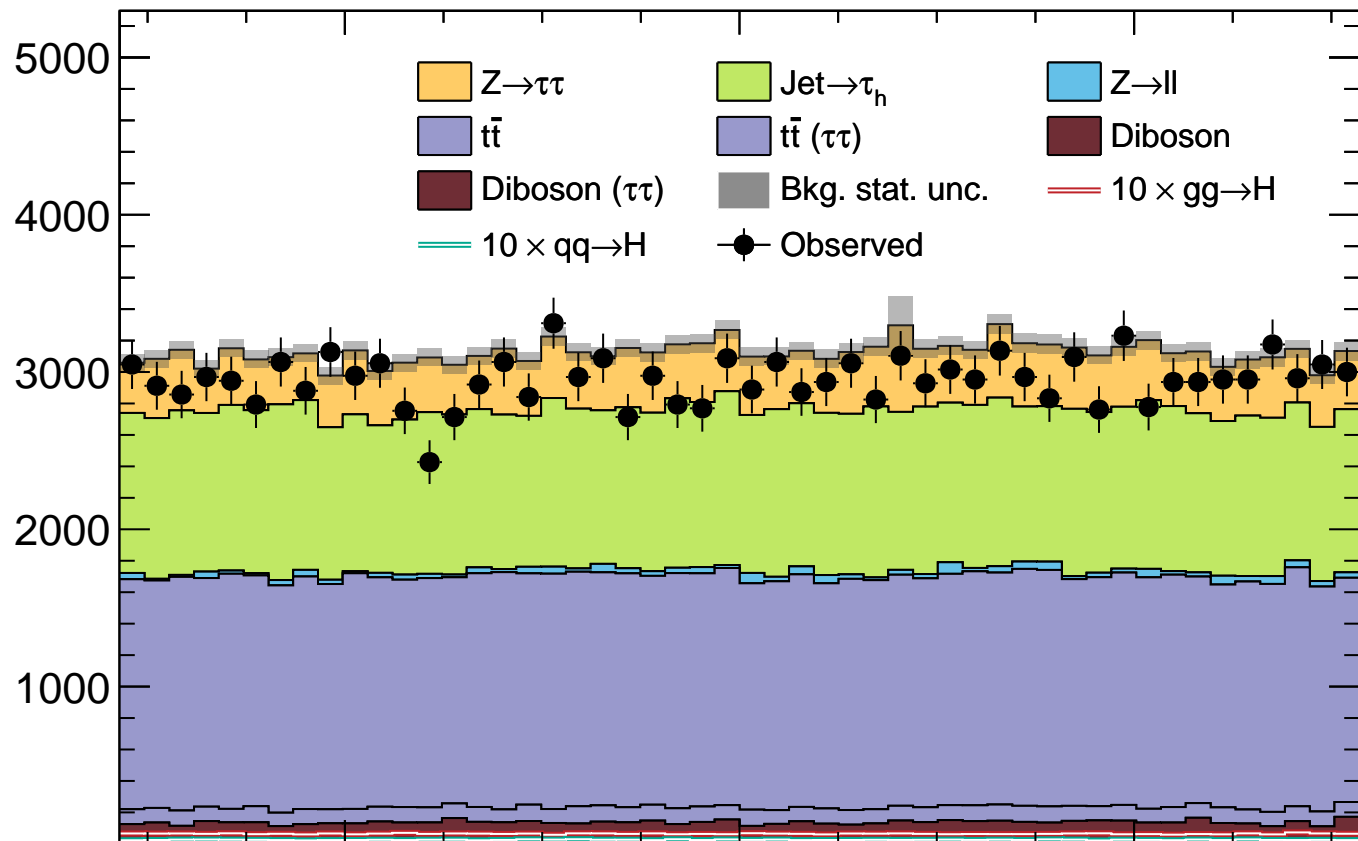 5000
Z→ττ Jet→τh Z→ll
tt̄ tt̄ (ττ) Diboson
Diboson (ττ) Bkg. stat. unc. 10 × gg→H
4000
10 × qq→H Observed
3000
2000
1000